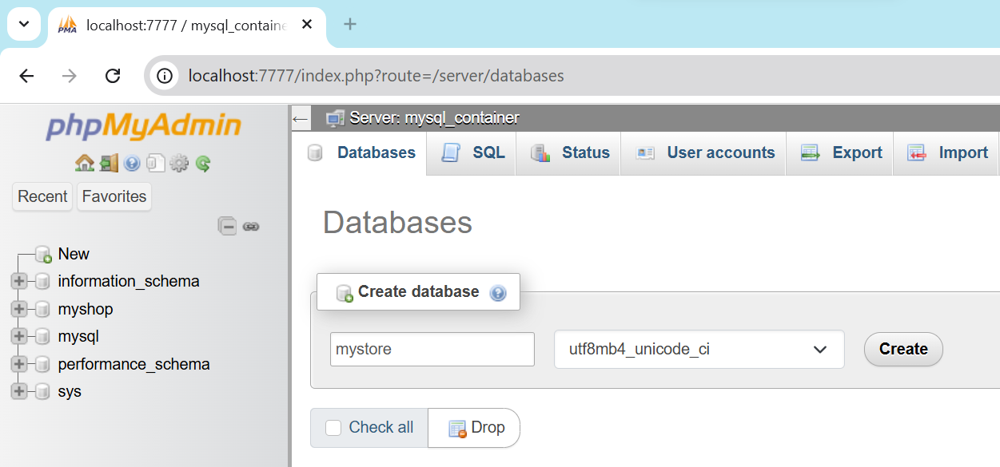 localhost:7777 / mysql_containe
localhost:7777/index.php?route=/server/databases
phpMyAdmin
Recent Favorites
New
information_schema
myshop
mysql
performance_schema
sys
Server: mysql_container
Databases SQL Status User accounts Export Import
Databases
Create database
mystore utf8mb4_unicode_ci Create
Check all Drop